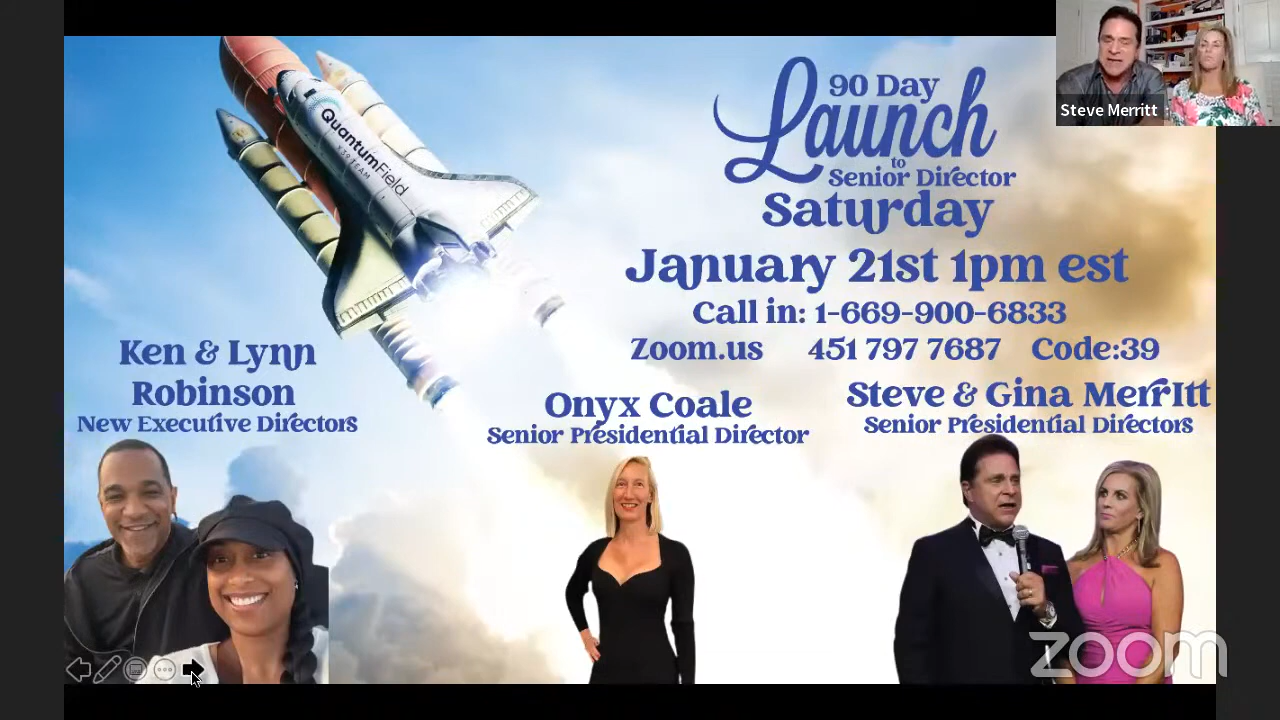 Steve Merritt
90 Day
Launch
to
Senior Director
Saturday
January 21st 1pm est
Call in: 1-669-900-6833
Zoom.us 451 797 7687 Code:39
QuantumField
X39 TEAM
Ken & Lynn
Robinson
New Executive Directors
Onyx Coale
Senior Presidential Director
Steve & Gina MerrItt
Senior Presidential Directors
zoom